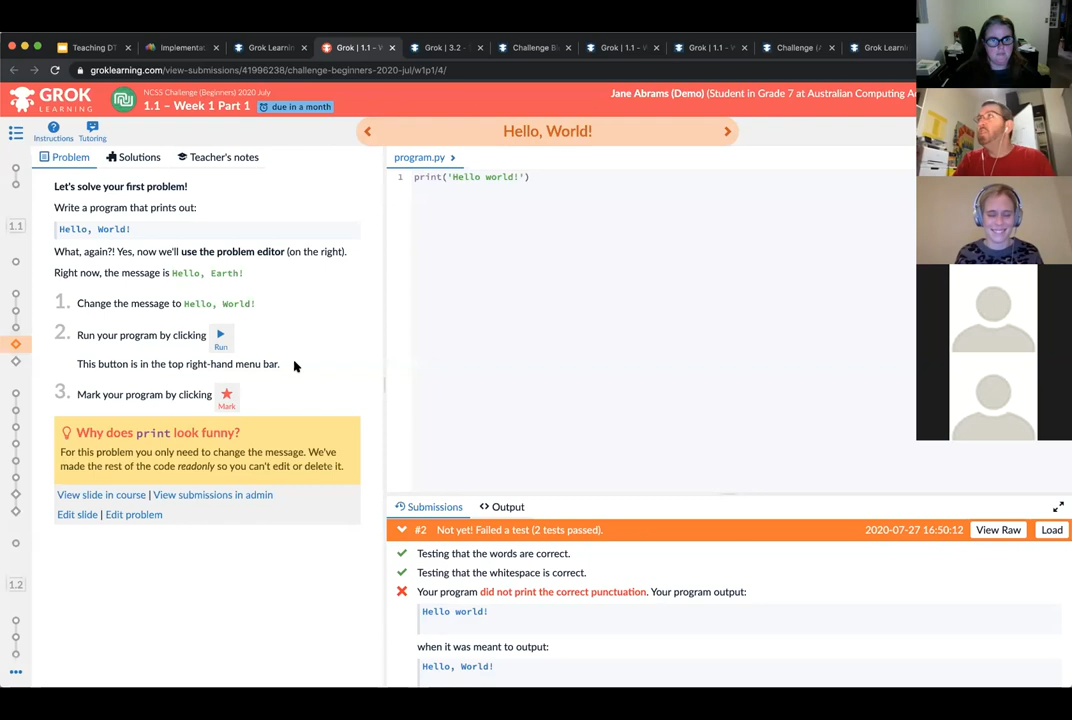 Teaching DT
Implementa
Grok Learnin
Grok | 1.1 - W
Grok | 3.2 - S
Challenge B
Grok | 1.1 - W
Grok | 1.1 - W
Challenge (A
Grok Learni
groklearning.com/view-submissions/41996238/challenge-beginners-2020-jul/w1p1/4/
GROK
LEARNING
NCSS Challenge (Beginners) 2020 July
1.1 – Week 1 Part 1
due in a month
Jane Abrams (Demo) (Student in Grade 7 at Australian Computing A
Instructions
Tutoring
Hello, World!
Problem
Solutions
Teacher's notes
program.py
Let's solve your first problem!
Write a program that prints out:
Hello, World!
What, again?! Yes, now we'll use the problem editor (on the right).
Right now, the message is Hello, Earth!
1. Change the message to Hello, World!
2. Run your program by clicking
Run
This button is in the top right-hand menu bar.
3. Mark your program by clicking
Mark
Why does print look funny?
For this problem you only need to change the message. We've
made the rest of the code readonly so you can't edit or delete it.
View slide in course | View submissions in admin
Edit slide | Edit problem
1.1
1.2
1 print('Hello world!')
Submissions
Output
#2 Not yet! Failed a test (2 tests passed).
2020-07-27 16:50:12
View Raw
Load
Testing that the words are correct.
Testing that the whitespace is correct.
Your program did not print the correct punctuation. Your program output:
Hello world!
when it was meant to output:
Hello, World!